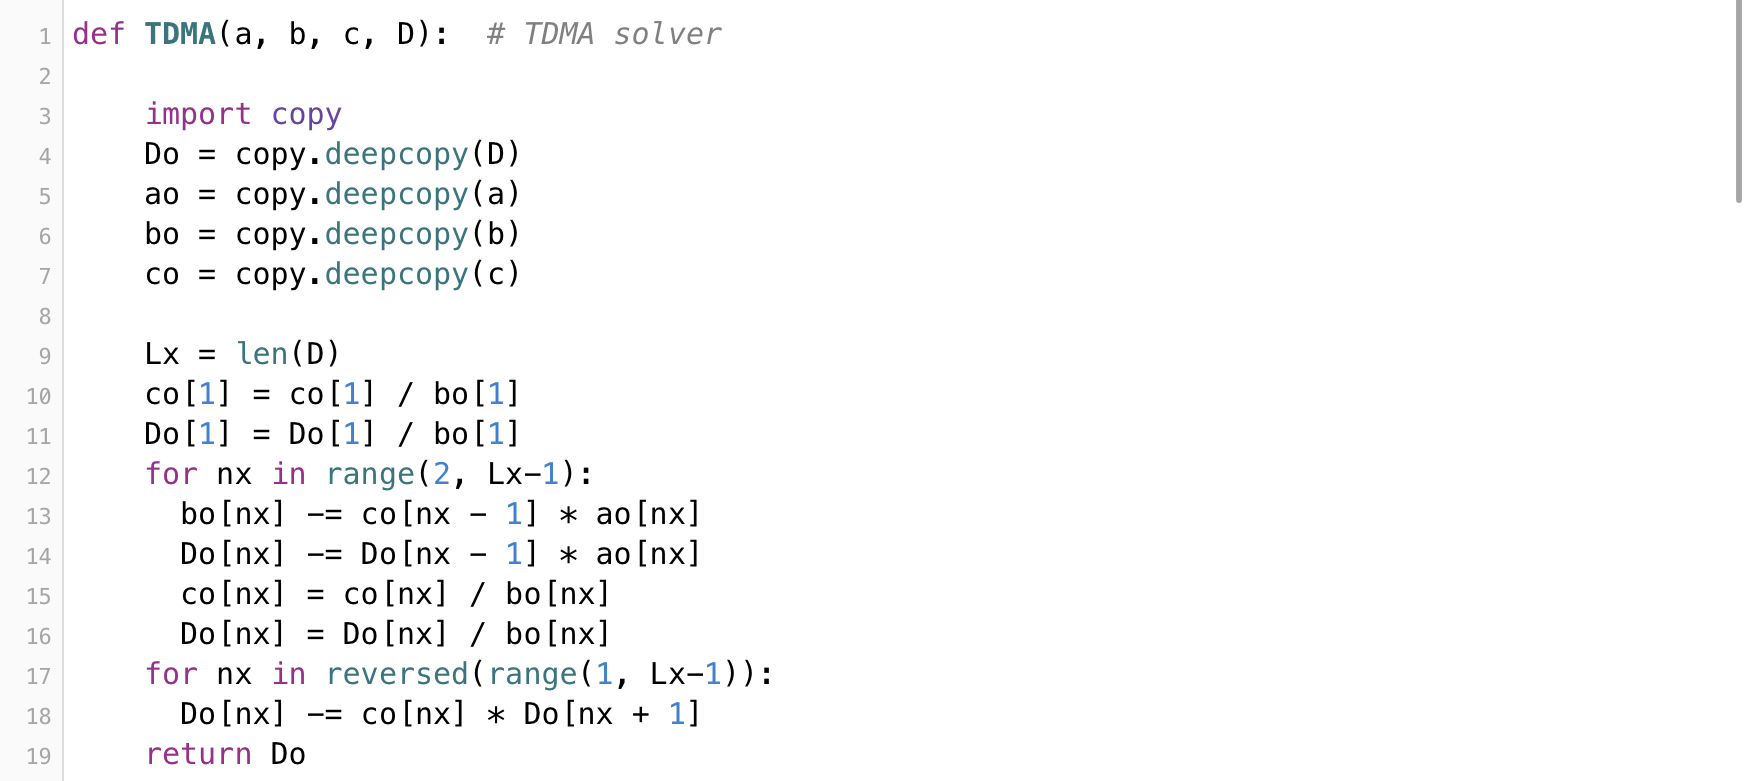 1 def TDMA(a, b, c, D):  # TDMA solver
2
3     import copy
4     Do = copy.deepcopy(D)
5     ao = copy.deepcopy(a)
6     bo = copy.deepcopy(b)
7     co = copy.deepcopy(c)
8
9     Lx = len(D)
10     co[1] = co[1] / bo[1]
11     Do[1] = Do[1] / bo[1]
12     for nx in range(2, Lx-1):
13       bo[nx] -= co[nx - 1] * ao[nx]
14       Do[nx] -= Do[nx - 1] * ao[nx]
15       co[nx] = co[nx] / bo[nx]
16       Do[nx] = Do[nx] / bo[nx]
17     for nx in reversed(range(1, Lx-1)):
18       Do[nx] -= co[nx] * Do[nx + 1]
19     return Do